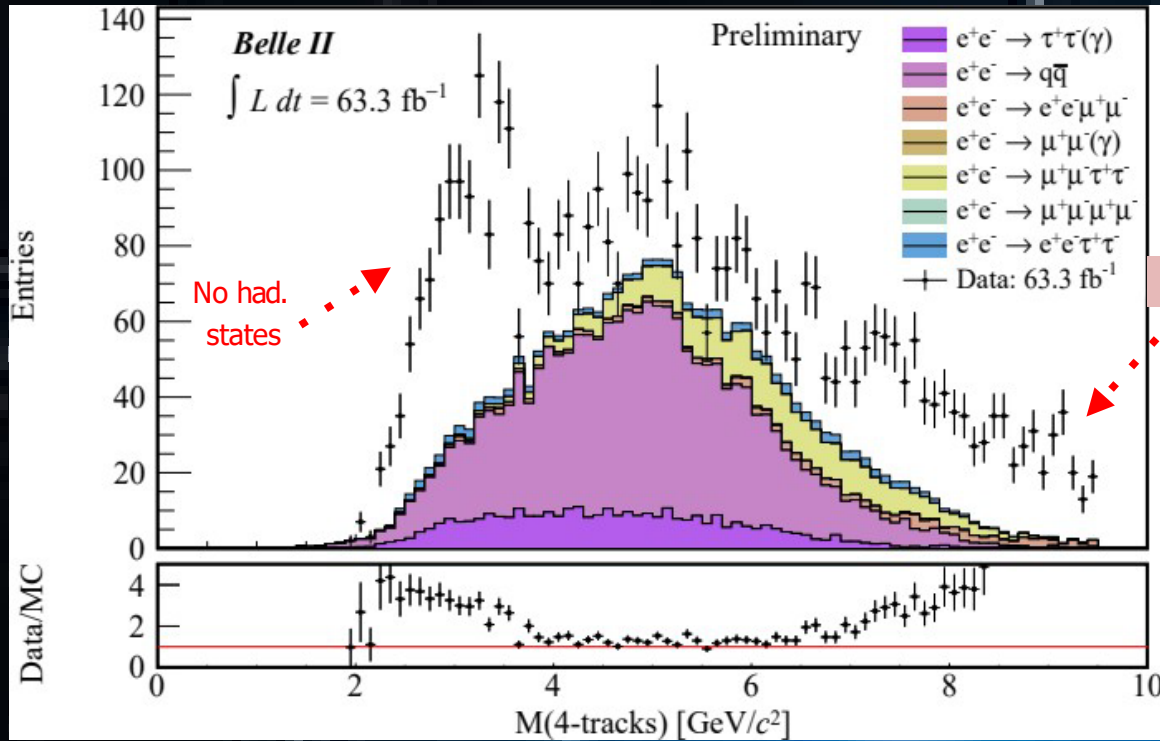 Belle II
∫ L dt = 63.3 fb⁻¹
Preliminary
e⁺e⁻ → τ⁺τ⁻(γ)
e⁺e⁻ → qq̅
e⁺e⁻ → e⁺e⁻μ⁺μ⁻
e⁺e⁻ → μ⁺μ⁻(γ)
e⁺e⁻ → μ⁺μ⁻τ⁺τ⁻
e⁺e⁻ → μ⁺μ⁻μ⁺μ⁻
e⁺e⁻ → e⁺e⁻τ⁺τ⁻
Data: 63.3 fb⁻¹
No had.
states
Entries
140
120
100
80
60
40
20
0
Data/MC
4
2
0
0 2 4 6 8 10
M(4-tracks) [GeV/c²]